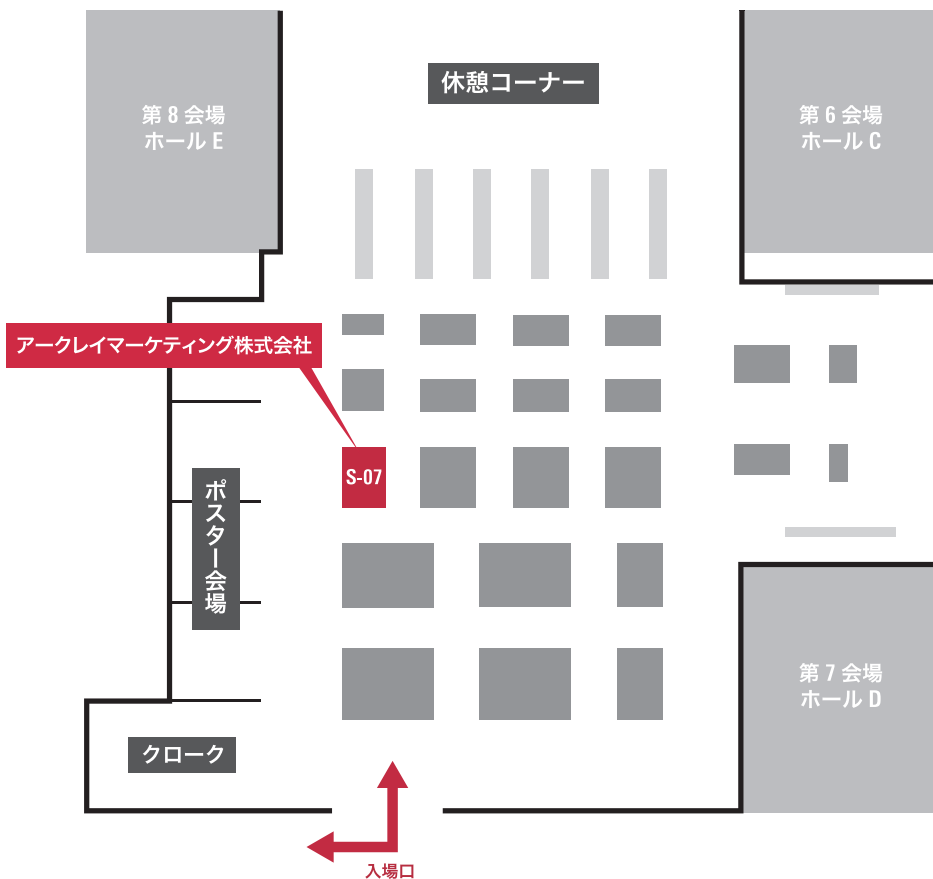 休憩コーナー
第 8 会場
ホール E
第 6 会場
ホール C
アークレイマーケティング株式会社
S-07
ポスター会場
第 7 会場
ホール D
クローク
入場口